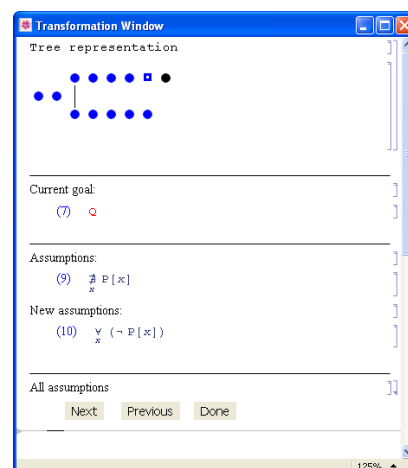 Transformation Window
Tree representation
Current goal:
(7) Q
Assumptions:
(9) ∄ P[x]
x
New assumptions:
(10) ∀ (¬ P[x])
x
All assumptions
Next Previous Done
125%